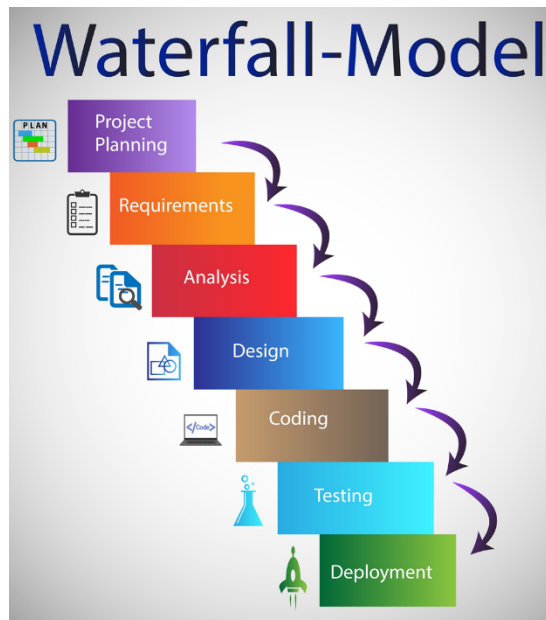 Waterfall-Model
PLAN
Project
Planning
Requirements
Analysis
Design
</Code>
Coding
Testing
Deployment